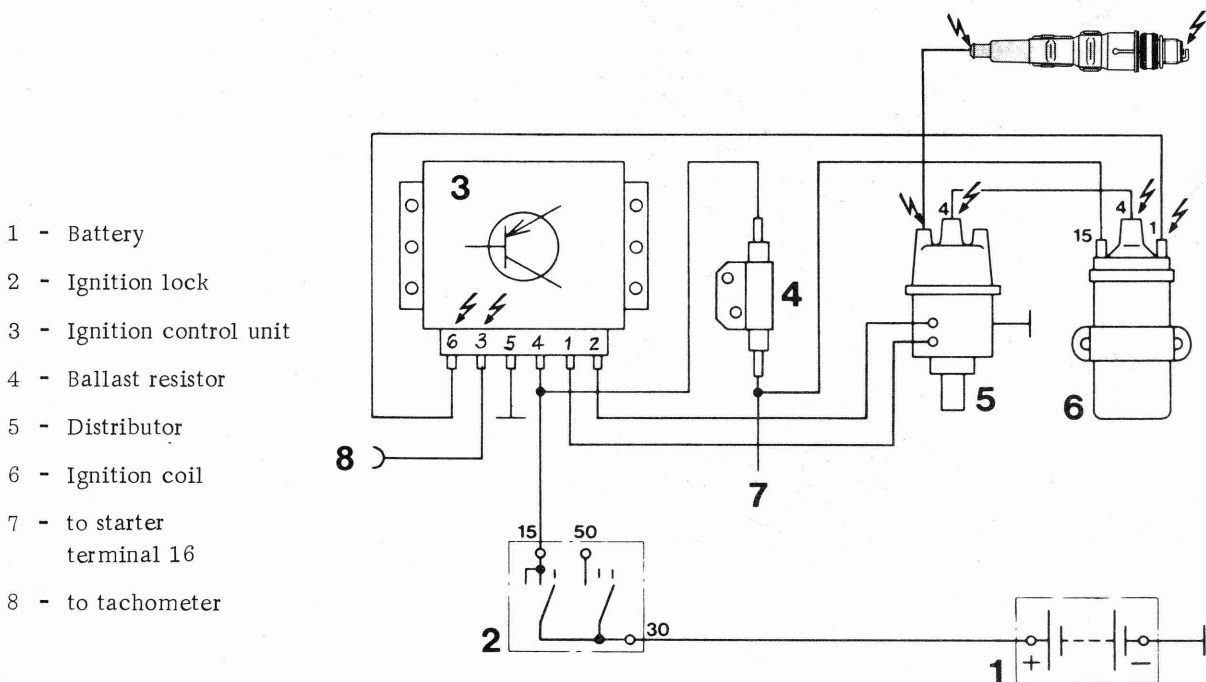 1 - Battery
2 - Ignition lock
3 - Ignition control unit
4 - Ballast resistor
5 - Distributor
6 - Ignition coil
7 - to starter
terminal 16
8 - to tachometer
3
6 3 5 4 1 2
4
4
5
15 4 1
6
8
7
15 50
30
2
1
+ −